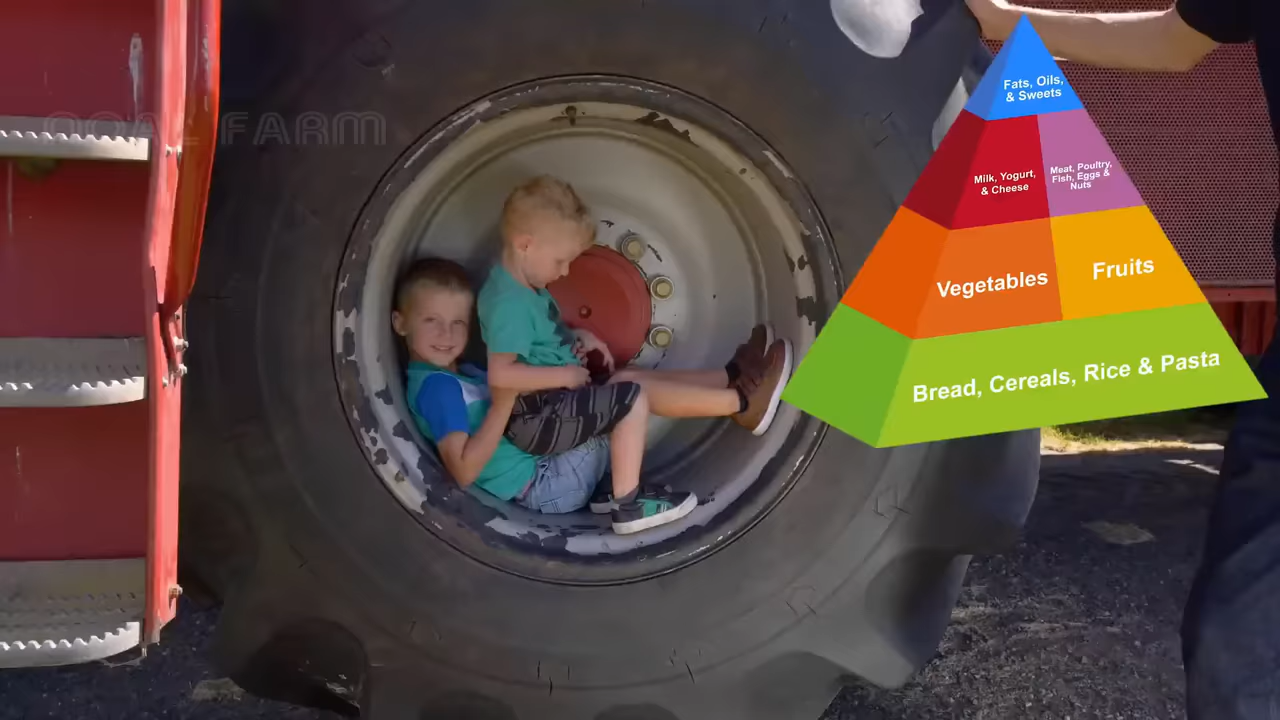 Fats, Oils,
& Sweets
Milk, Yogurt,
& Cheese
Meat, Poultry,
Fish, Eggs &
Nuts
Vegetables
Fruits
Bread, Cereals, Rice & Pasta
FARM